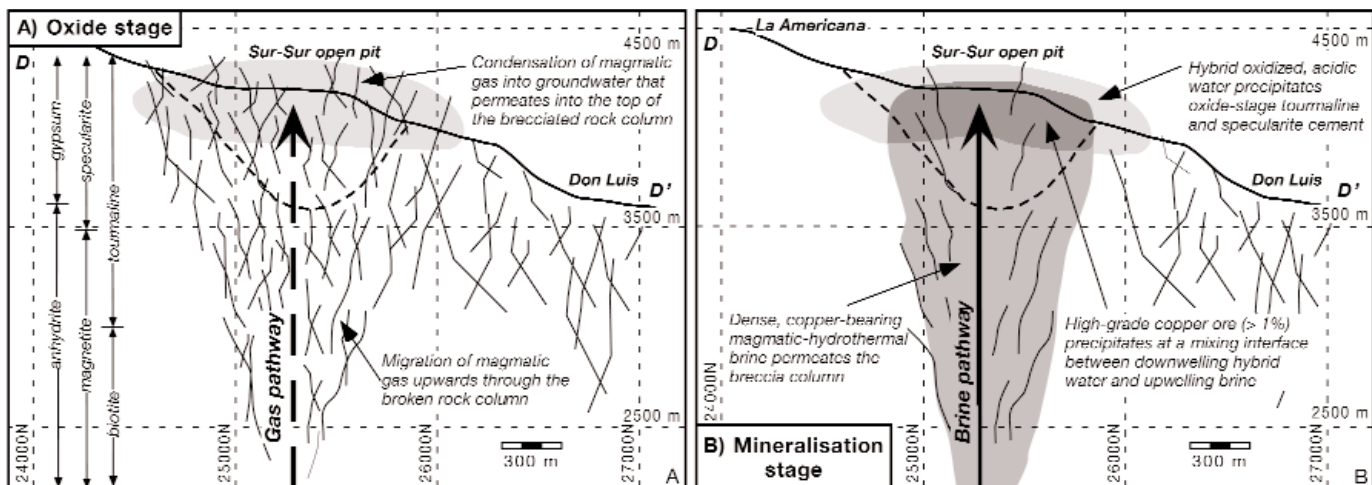 A) Oxide stage
D
Sur-Sur open pit
4500 m
Condensation of magmatic
gas into groundwater that
permeates into the top of
the brecciated rock column
gypsum
specularite
tourmaline
anhydrite
magnetite
biotite
Don Luis
D'
3500 m
Gas pathway
Migration of magmatic
gas upwards through the
broken rock column
2500 m
24000N
25000N
26000N
27000N
300 m
A
D
La Americana
Sur-Sur open pit
4500 m
Hybrid oxidized, acidic
water precipitates
oxide-stage tourmaline
and specularite cement
Don Luis
D'
3500 m
Dense, copper-bearing
magmatic-hydrothermal
brine permeates the
breccia column
Brine pathway
High-grade copper ore (> 1%)
precipitates at a mixing interface
between downwelling hybrid
water and upwelling brine
2500 m
24000N
25000N
26000N
27000N
B) Mineralisation
stage
300 m
B